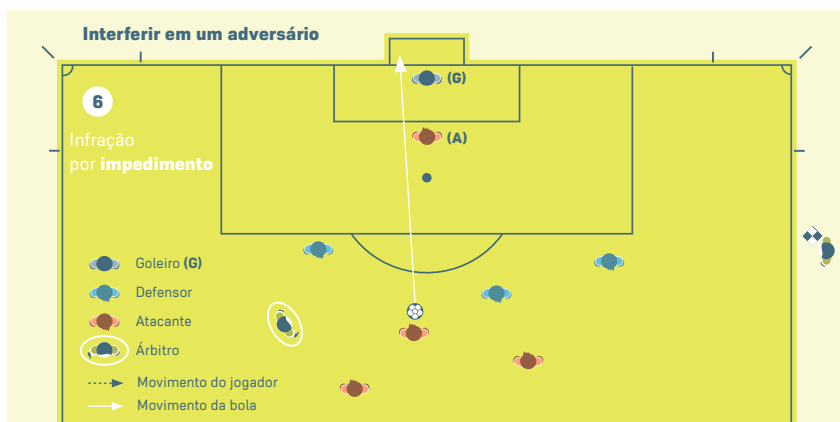 Interferir em um adversário
(G)
6
(A)
Infração
por impedimento
Goleiro (G)
Defensor
Atacante
Árbitro
Movimento do jogador
Movimento da bola